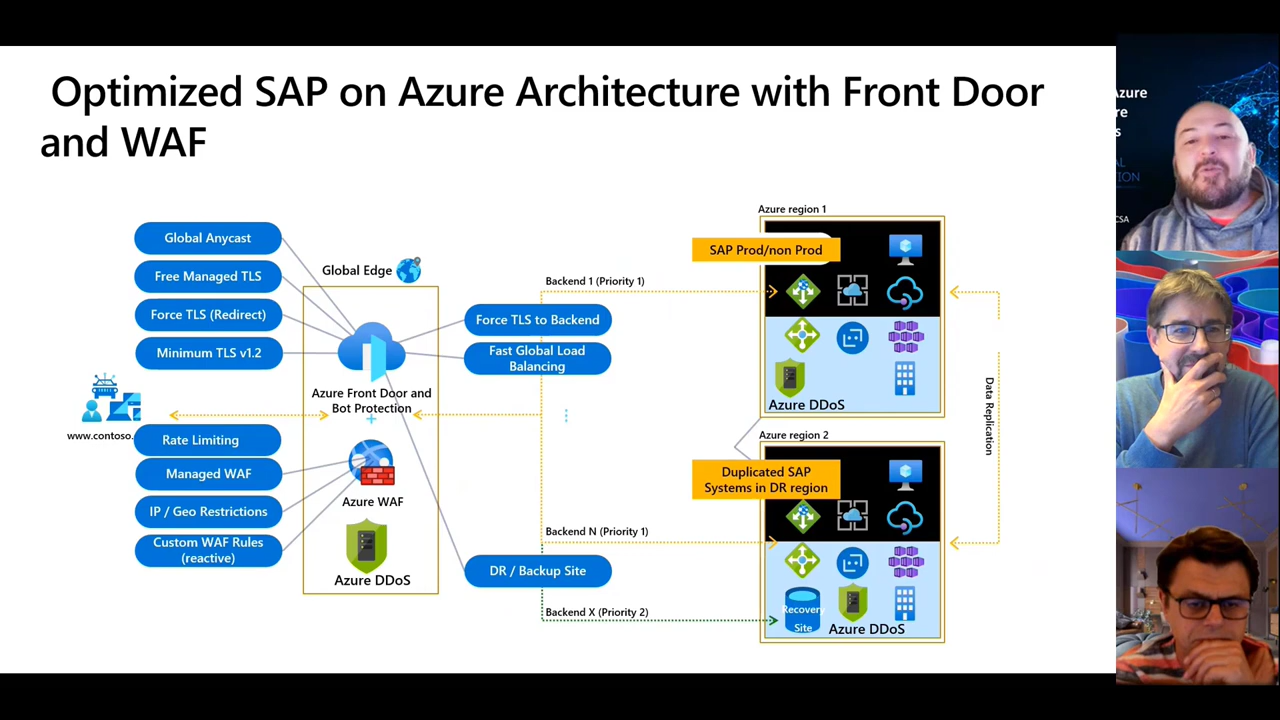 Optimized SAP on Azure Architecture with Front Door
and WAF
Global Anycast
Free Managed TLS
Force TLS (Redirect)
Minimum TLS v1.2
www.contoso.
Rate Limiting
Managed WAF
IP / Geo Restrictions
Custom WAF Rules
(reactive)
Global Edge
Azure Front Door and
Bot Protection
Azure WAF
Azure DDoS
Force TLS to Backend
Fast Global Load
Balancing
DR / Backup Site
Backend 1 (Priority 1)
Backend N (Priority 1)
Backend X (Priority 2)
Azure region 1
SAP Prod/non Prod
Azure DDoS
Azure region 2
Duplicated SAP
Systems in DR region
Recovery
Site
Azure DDoS
Data Replication
CSA